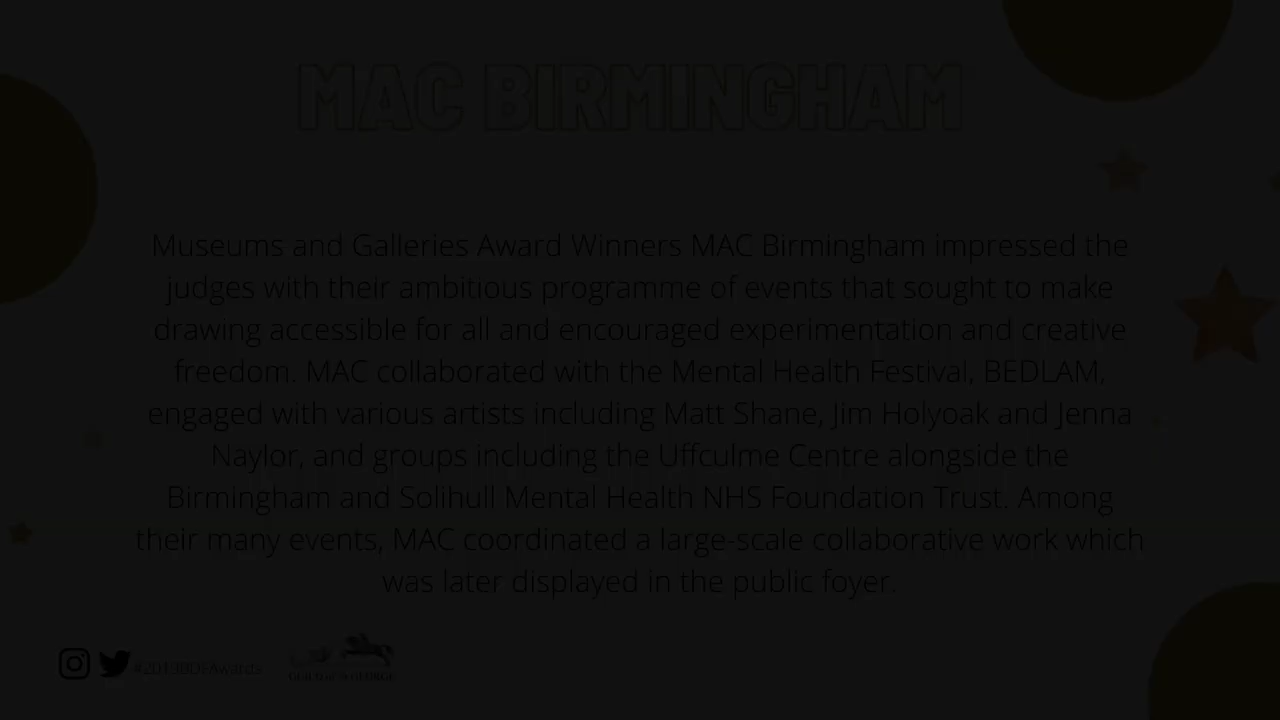 MAC BIRMINGHAM
Museums and Galleries Award Winners MAC Birmingham impressed the
judges with their ambitious programme of events that sought to make
drawing accessible for all and encouraged experimentation and creative
freedom. MAC collaborated with the Mental Health Festival, BEDLAM,
engaged with various artists including Matt Shane, Jim Holyoak and Jenna
Naylor, and groups including the Uffculme Centre alongside the
Birmingham and Solihull Mental Health NHS Foundation Trust. Among
their many events, MAC coordinated a large-scale collaborative work which
was later displayed in the public foyer.